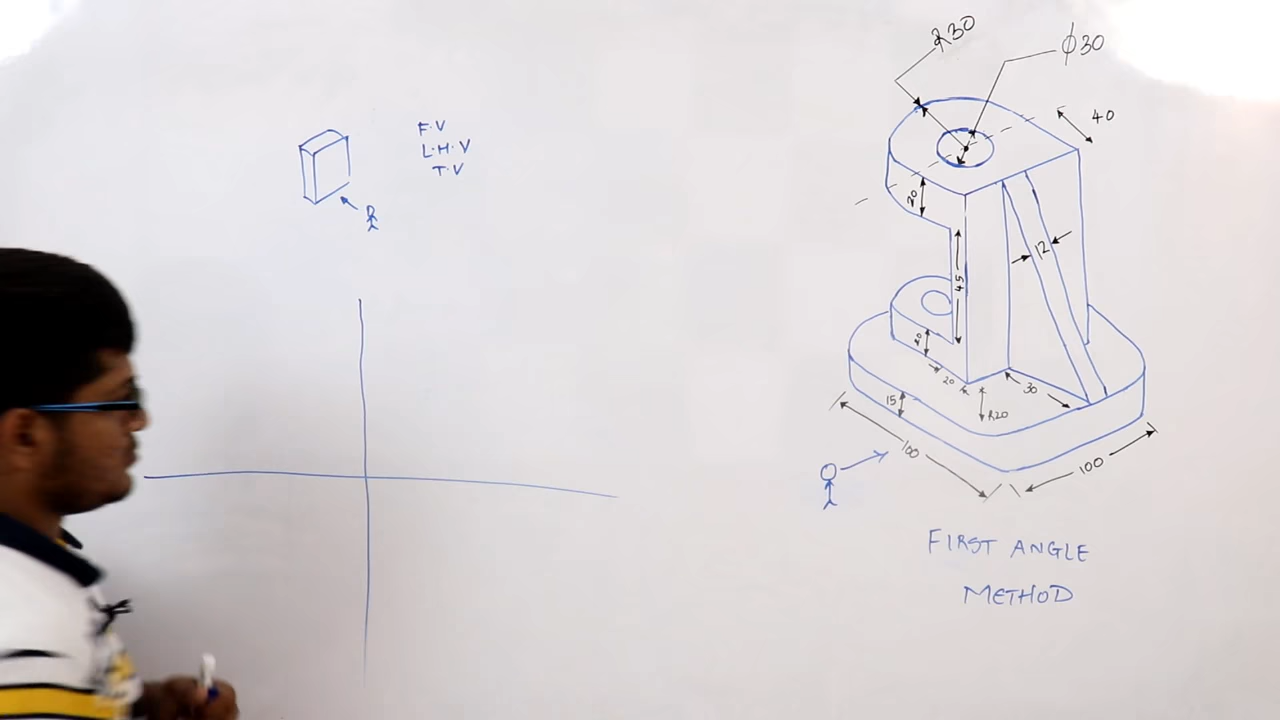 F.V
L.H.V
T.V
R30
ϕ30
40
20
12
45
20
20
30
15
R20
100
100
FIRST ANGLE
METHOD